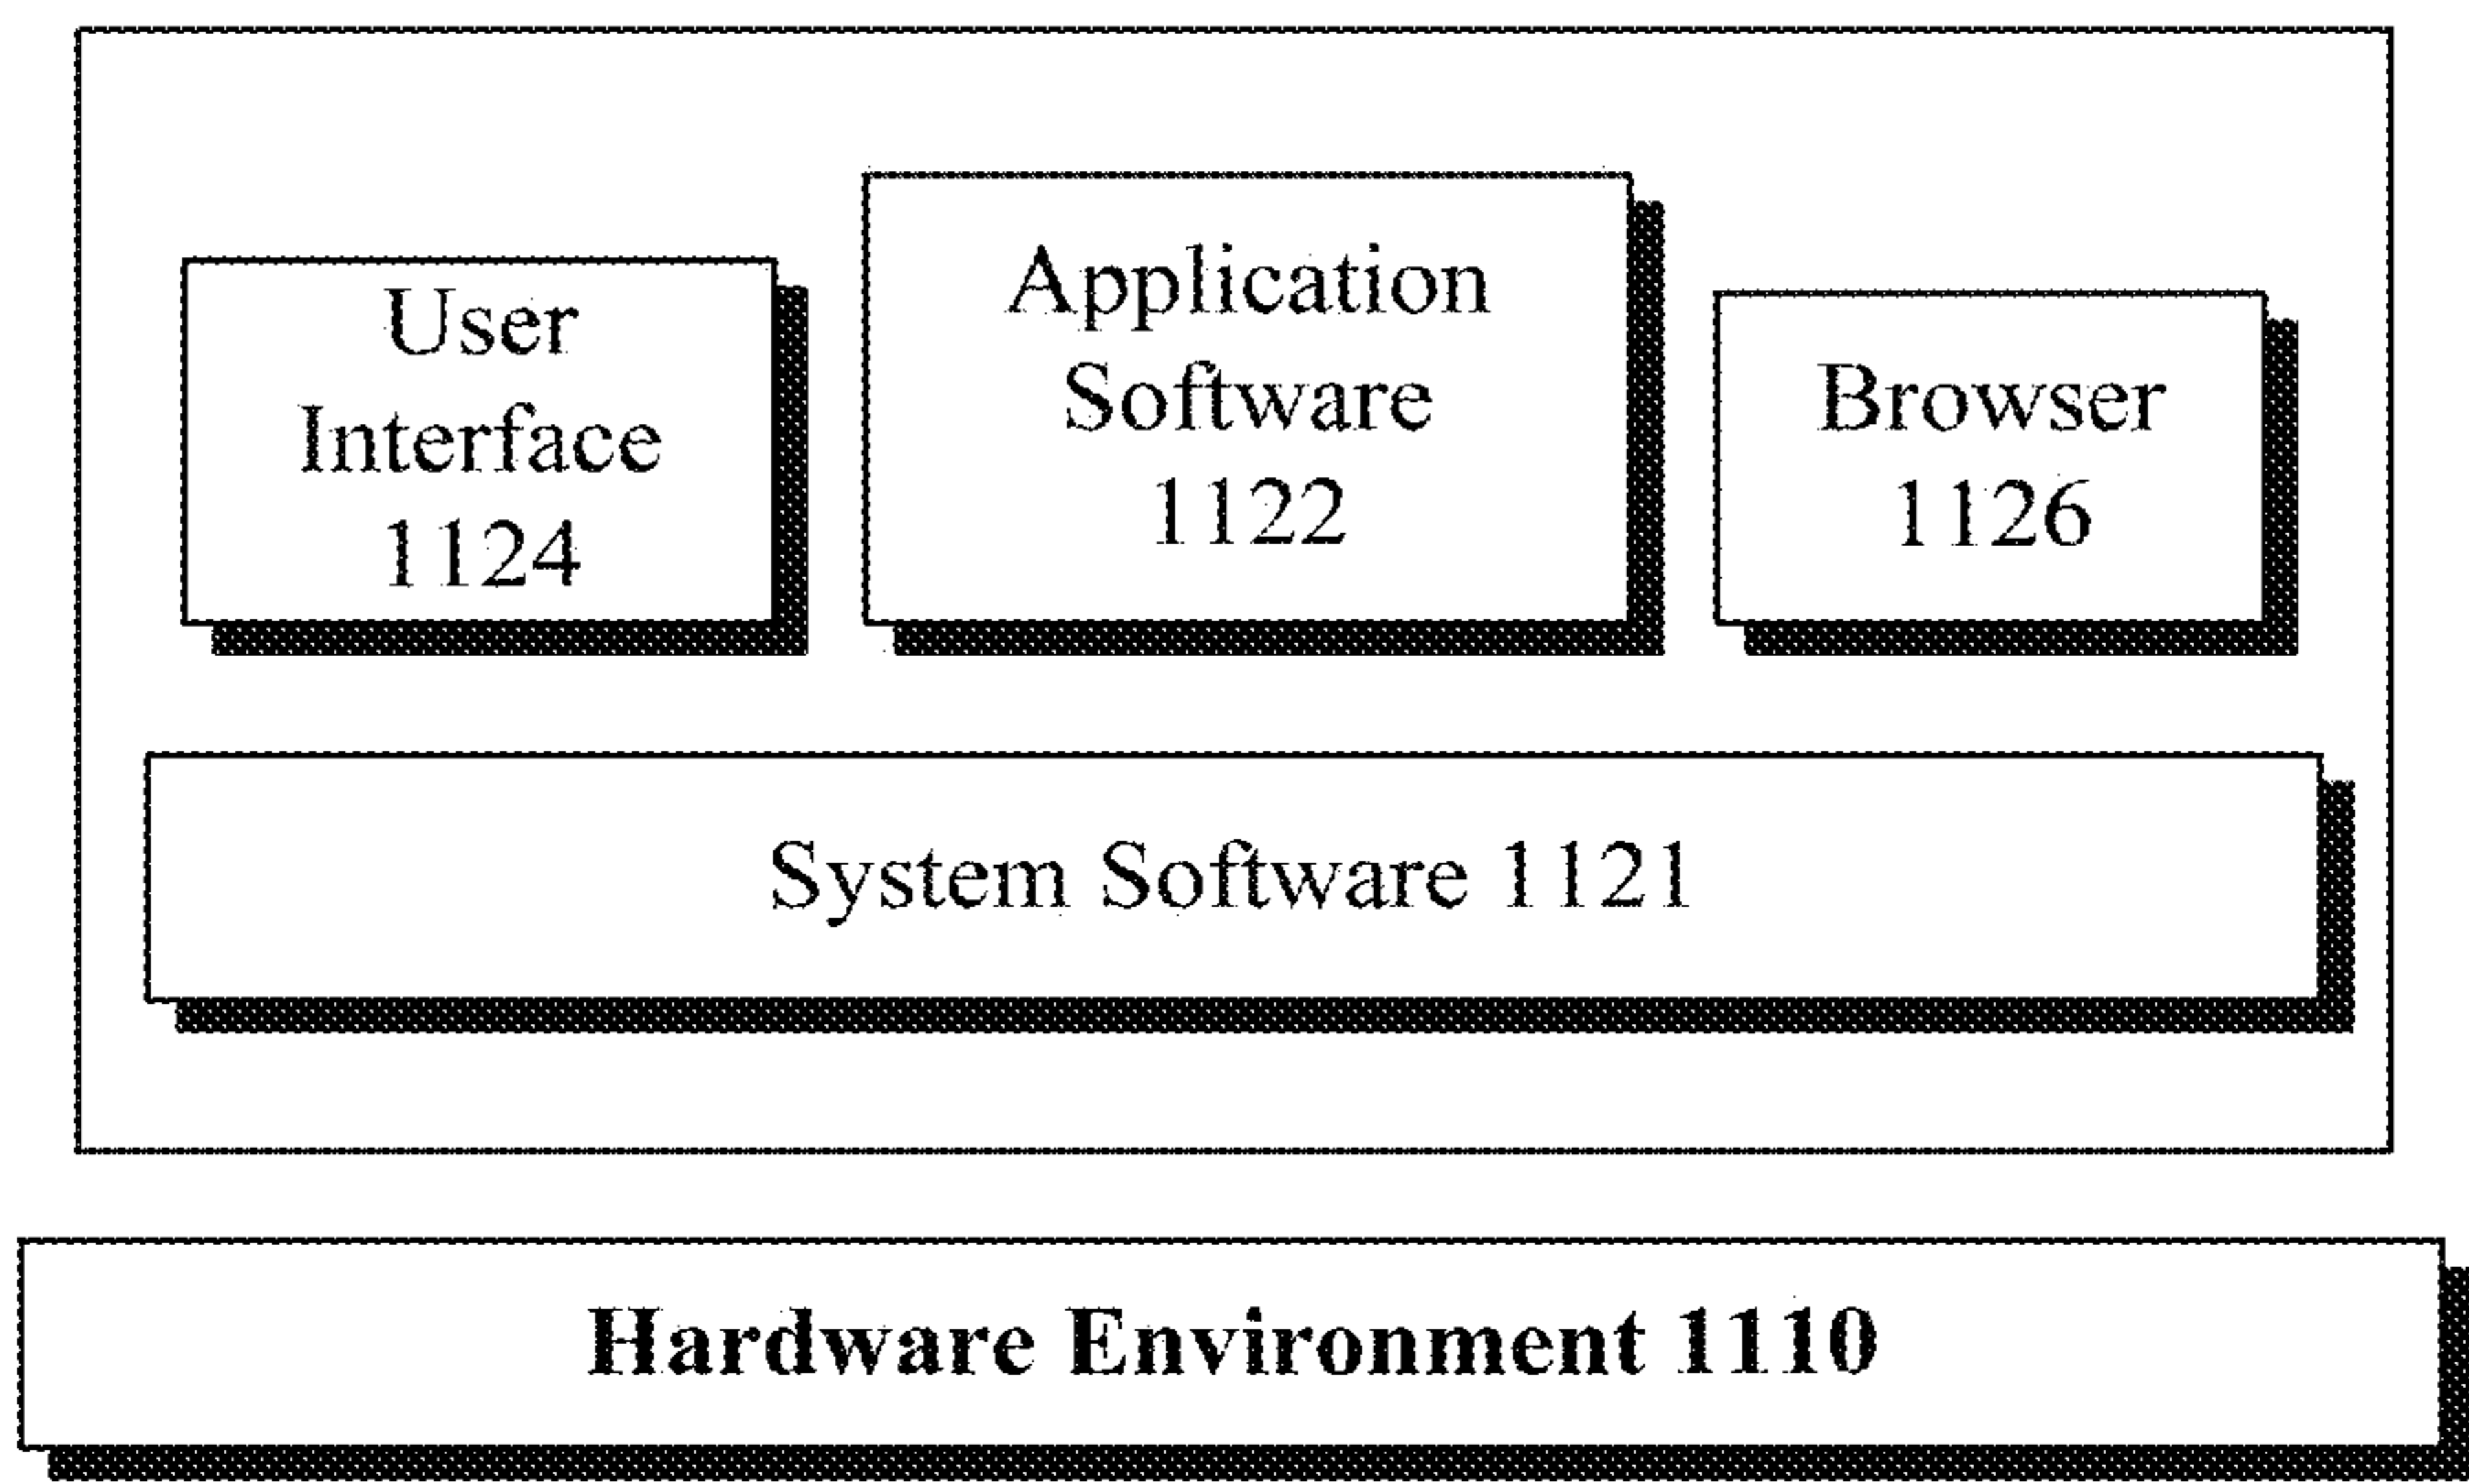 User
Interface
1124
Application
Software
1122
Browser
1126
System Software 1121
Hardware Environment 1110